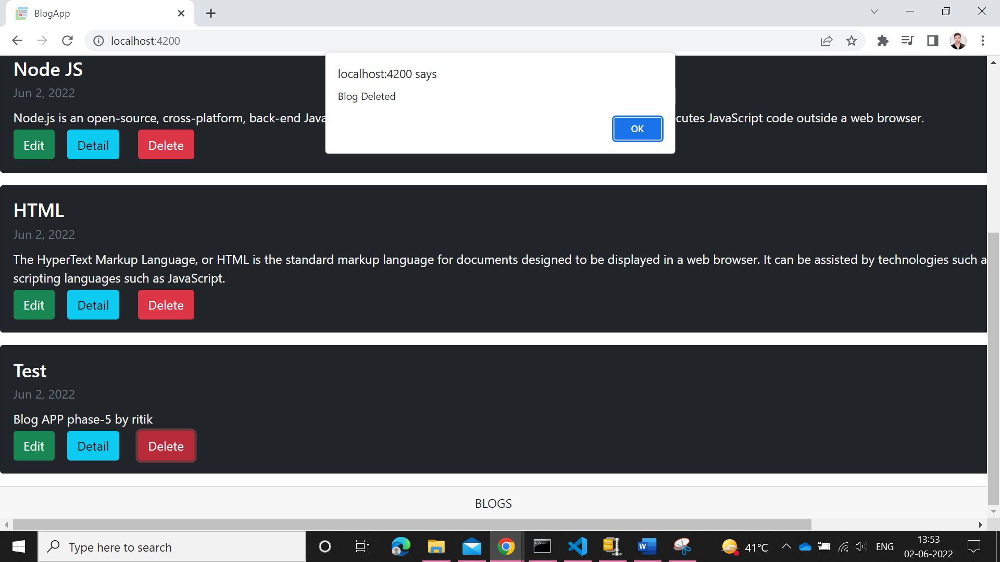 BlogApp
localhost:4200
Node JS
Jun 2, 2022
Node.js is an open-source, cross-platform, back-end Java
cutes JavaScript code outside a web browser.
Edit Detail Delete
localhost:4200 says
Blog Deleted
OK
HTML
Jun 2, 2022
The HyperText Markup Language, or HTML is the standard markup language for documents designed to be displayed in a web browser. It can be assisted by technologies such a
scripting languages such as JavaScript.
Edit Detail Delete
Test
Jun 2, 2022
Blog APP phase-5 by ritik
Edit Detail Delete
BLOGS
Type here to search
41°C
ENG
13:53
02-06-2022